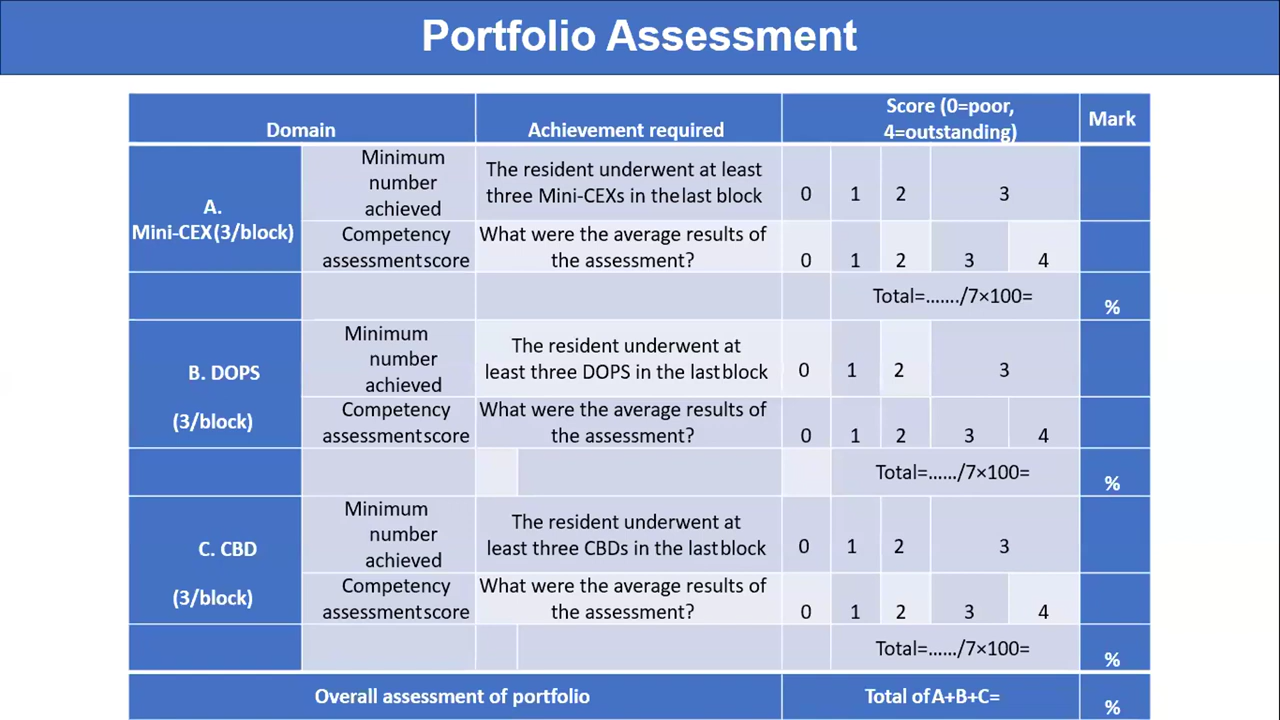 Portfolio Assessment
Domain
Achievement required
Score (0=poor,
4=outstanding)
Mark
A.
Mini-CEX(3/block)
Minimum
number
achieved
The resident underwent at least
three Mini-CEXs in the last block
0 1 2 3
Competency
assessment score
What were the average results of
the assessment?
0 1 2 3 4
Total=......./7×100=
%
B. DOPS
(3/block)
Minimum
number
achieved
The resident underwent at
least three DOPS in the last block
0 1 2 3
Competency
assessment score
What were the average results of
the assessment?
0 1 2 3 4
Total=....../7×100=
%
C. CBD
(3/block)
Minimum
number
achieved
The resident underwent at
least three CBDs in the last block
0 1 2 3
Competency
assessment score
What were the average results of
the assessment?
0 1 2 3 4
Total=....../7×100=
%
Overall assessment of portfolio
Total of A+B+C=
%